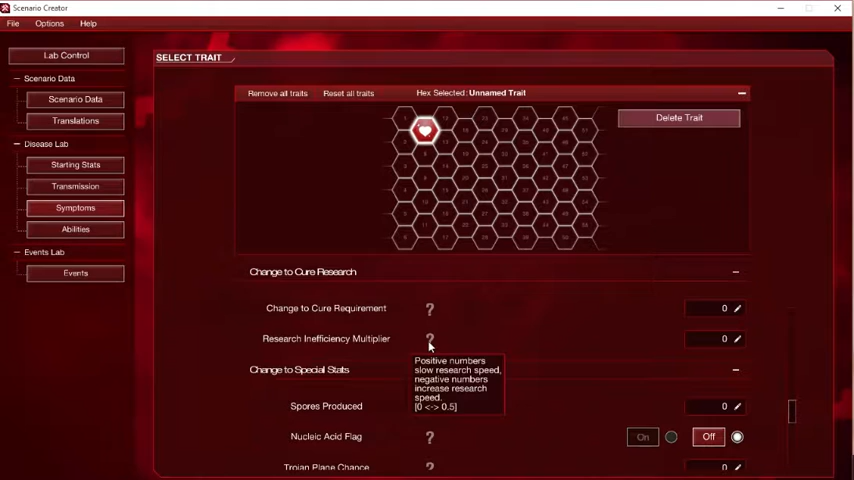 Scenario Creator
File Options Help
Lab Control
Scenario Data
Scenario Data
Translations
Disease Lab
Starting Stats
Transmission
Symptoms
Abilities
Events Lab
Events
SELECT TRAIT
Remove all traits Reset all traits Hex Selected: Unnamed Trait
Delete Trait
Change to Cure Research
Change to Cure Requirement ? 0
Research Inefficiency Multiplier ? 0
Positive numbers
slow research speed,
negative numbers
increase research
speed.
[0 <-> 0.5]
Change to Special Stats
Spores Produced 0
Nucleic Acid Flag ? On Off
Trojan Plane Chance ? 0